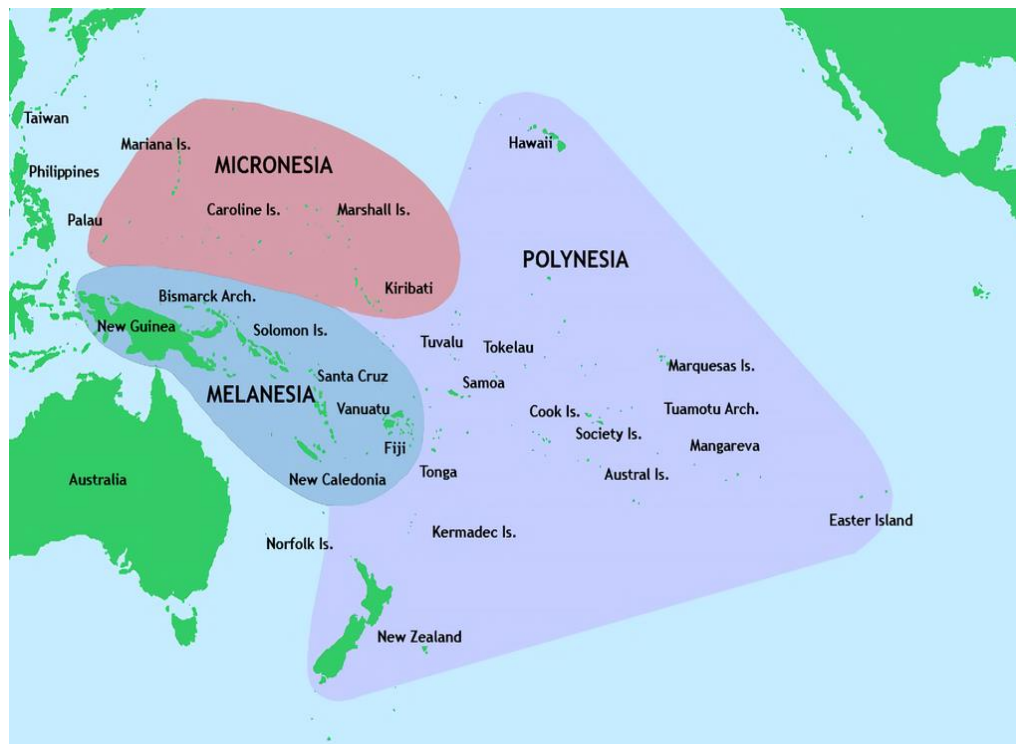 Taiwan
Mariana Is.
Hawaii
MICRONESIA
Philippines
Palau
Caroline Is.
Marshall Is.
POLYNESIA
Kiribati
Bismarck Arch.
New Guinea
Solomon Is.
Tuvalu
Tokelau
Marquesas Is.
Santa Cruz
Samoa
MELANESIA
Vanuatu
Cook Is.
Tuamotu Arch.
Society Is.
Fiji
Mangareva
Tonga
Austral Is.
Australia
New Caledonia
Easter Island
Kermadec Is.
Norfolk Is.
New Zealand